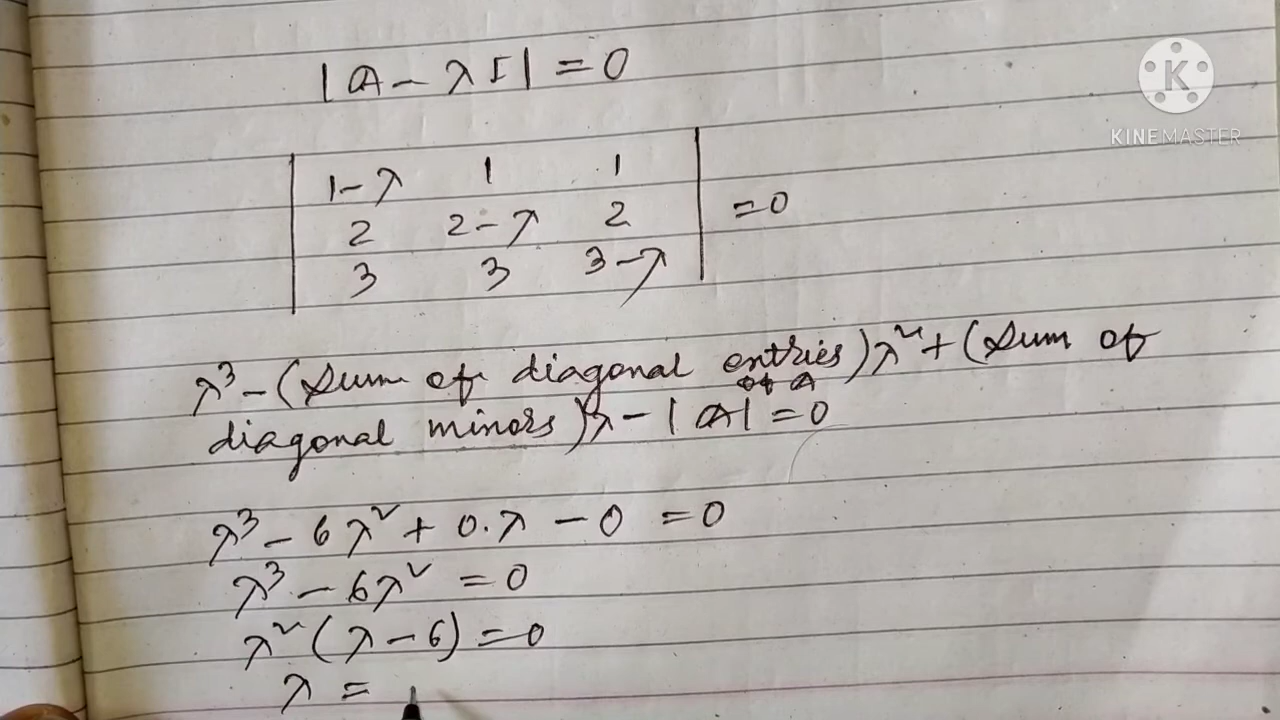 |A - λI| = 0
K
KINEMASTER
| 1-λ 1 1 |
| 2 2-λ 2 | = 0
| 3 3 3-λ |
λ³ - (Sum of diagonal entries of A) λ² + (Sum of
diagonal minors) λ - |A| = 0
λ³ - 6λ² + 0.λ - 0 = 0
λ³ - 6λ² = 0
λ² (λ - 6) = 0
λ =